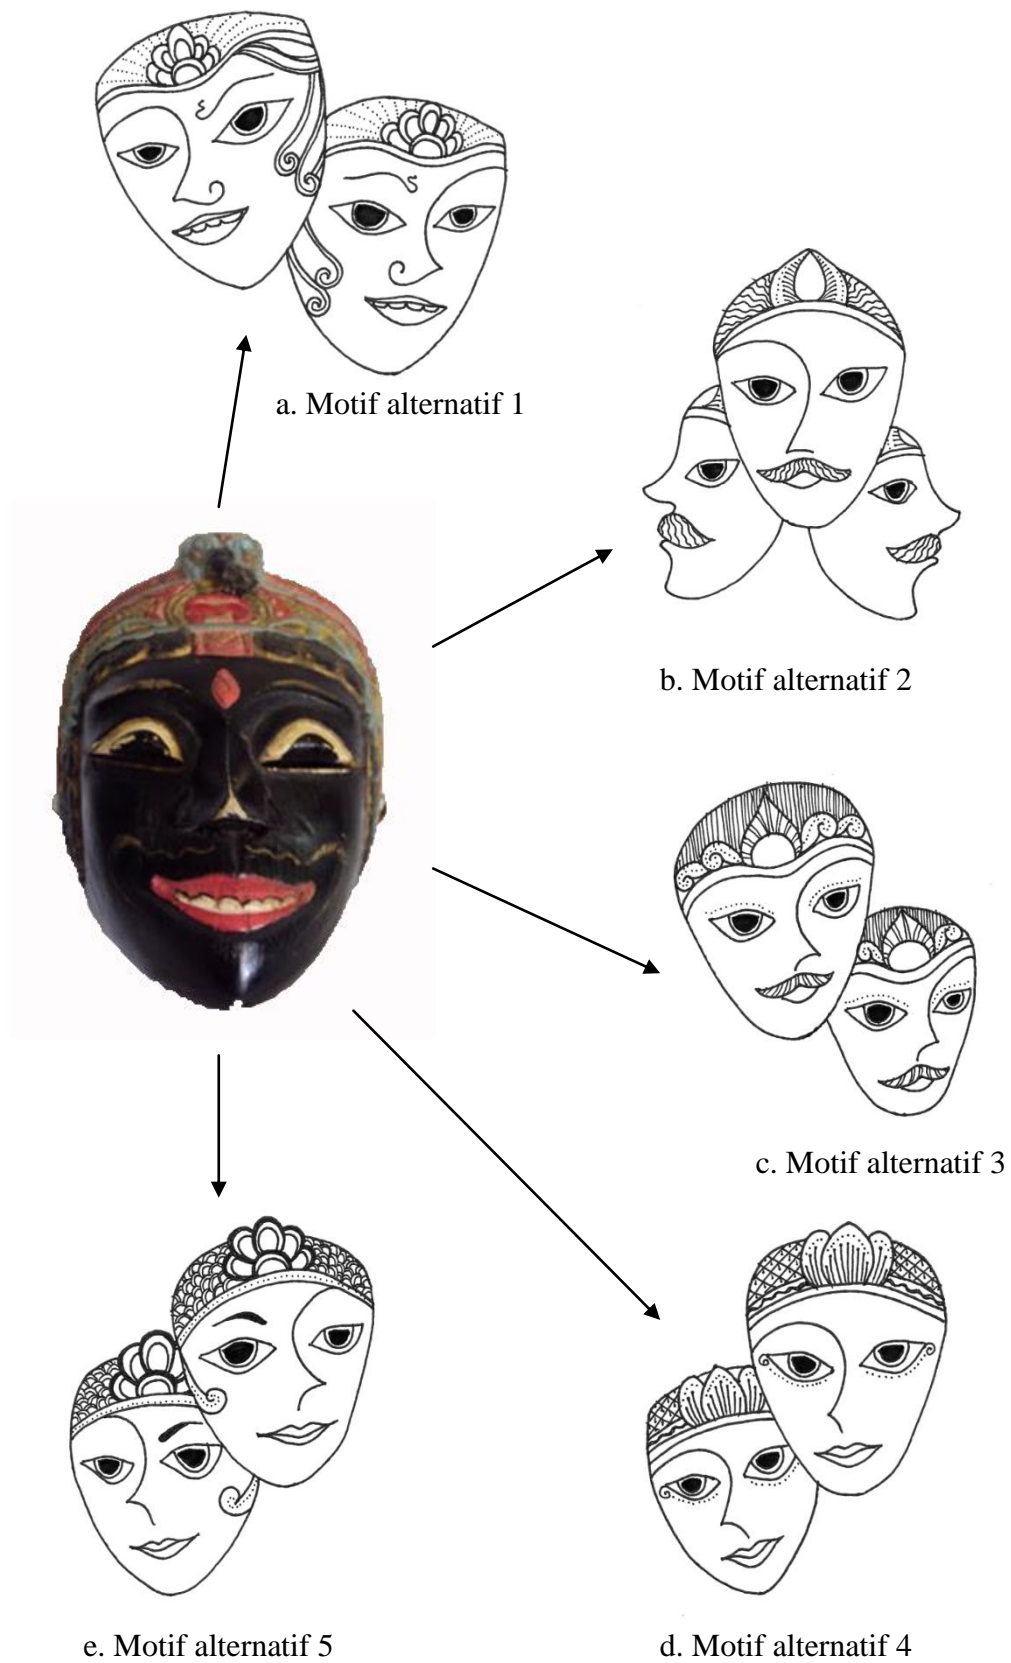 a. Motif alternatif 1
b. Motif alternatif 2
c. Motif alternatif 3
e. Motif alternatif 5
d. Motif alternatif 4